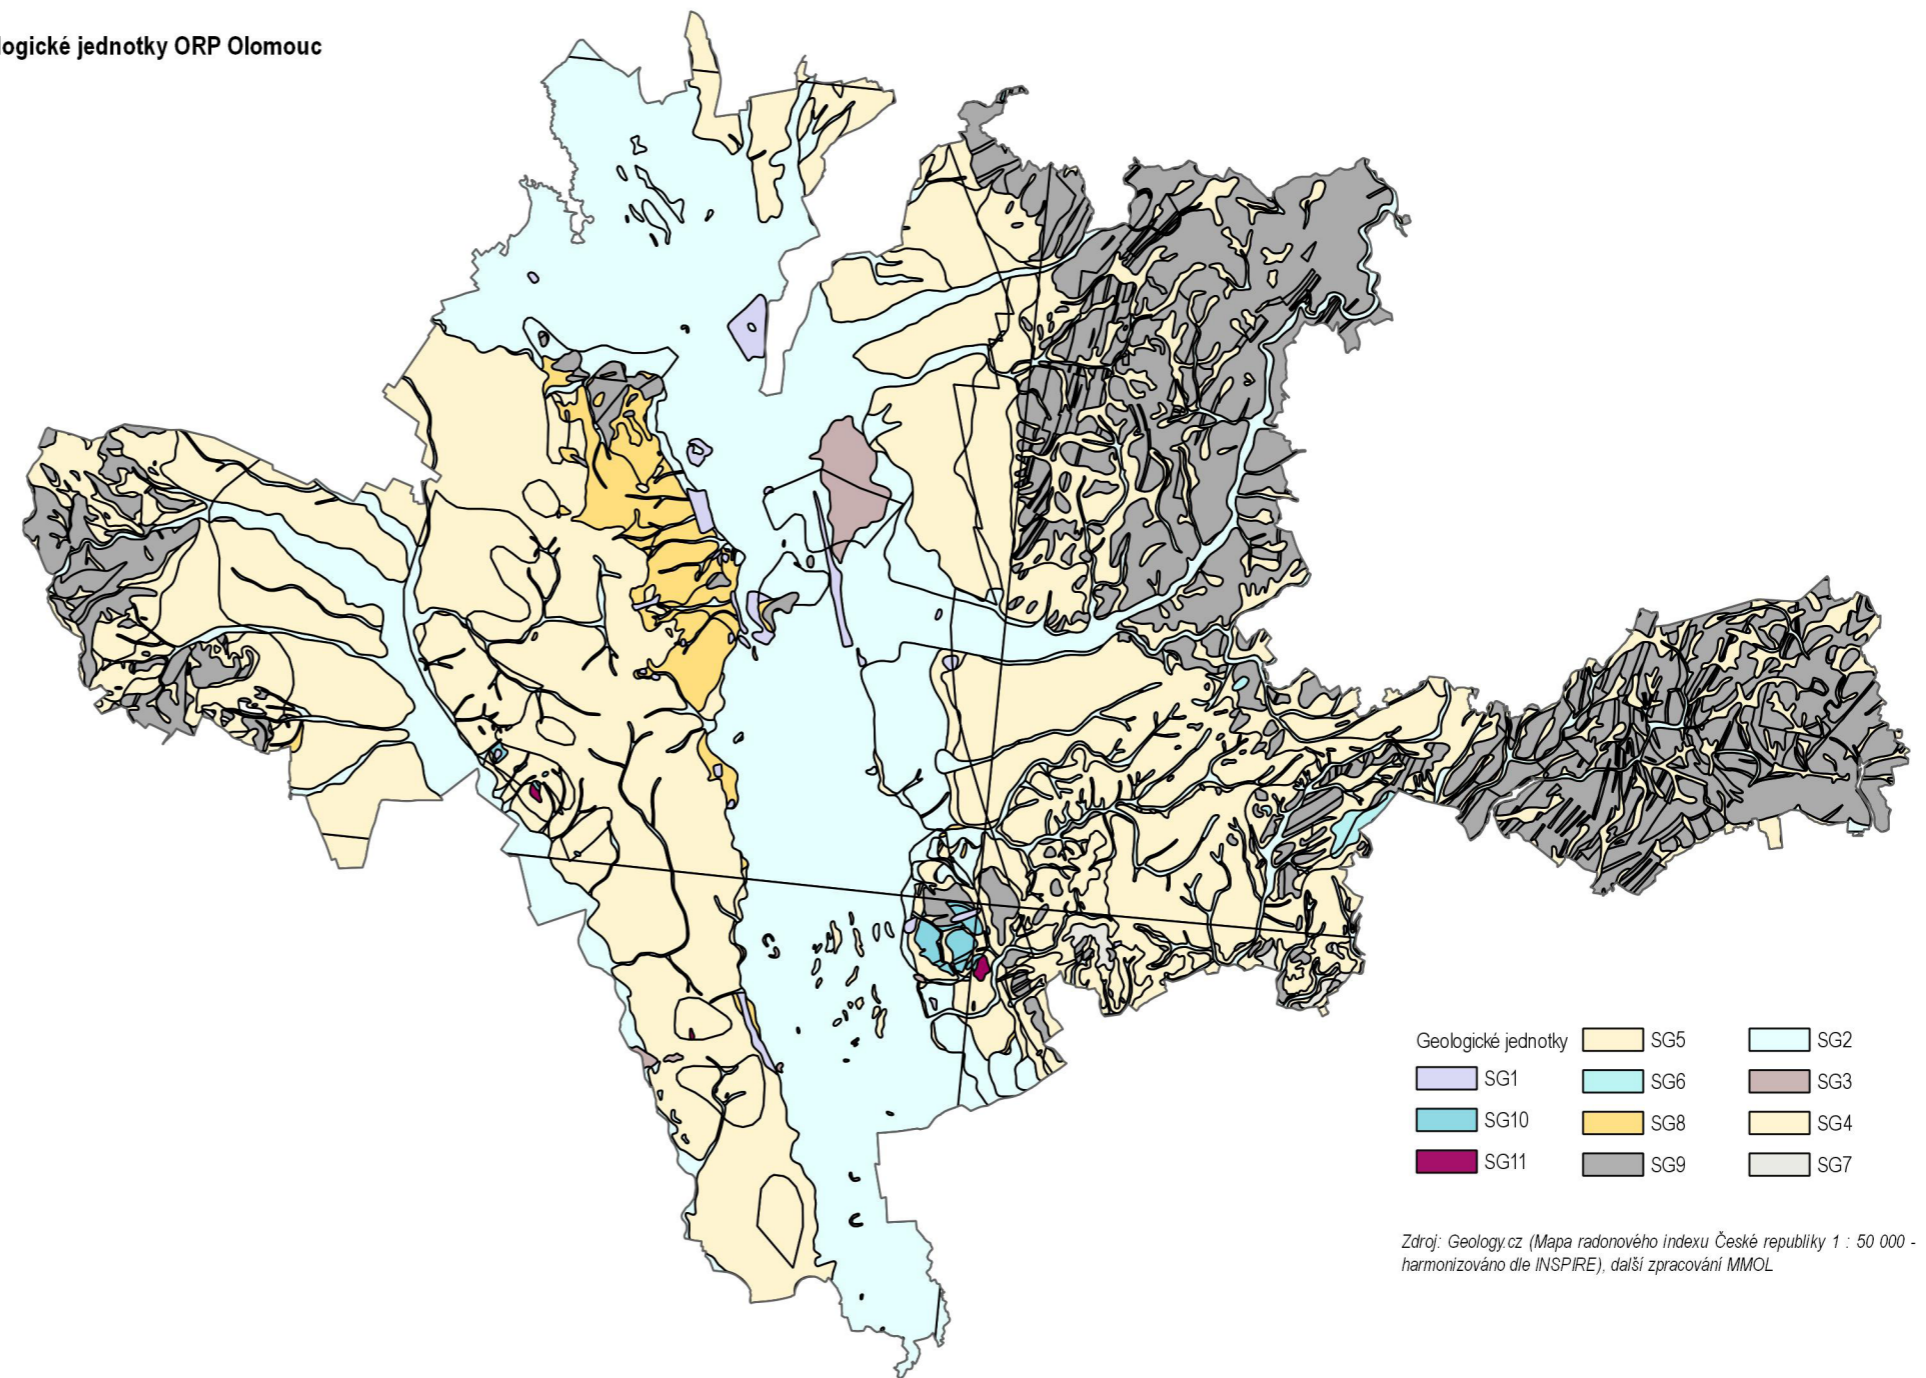 logické jednotky ORP Olomouc
Geologické jednotky
SG1
SG10
SG11
SG5
SG6
SG8
SG9
SG2
SG3
SG4
SG7
Zdroj: Geology.cz (Mapa radonového indexu České republiky 1 : 50 000 -
harmonizováno dle INSPIRE), další zpracování MMOL